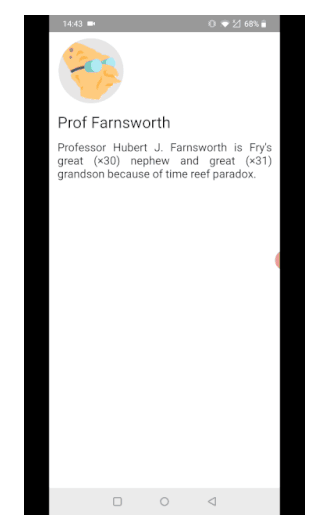 14:43 68%
Prof Farnsworth
Professor Hubert J. Farnsworth is Fry's
great (×30) nephew and great (×31)
grandson because of time reef paradox.